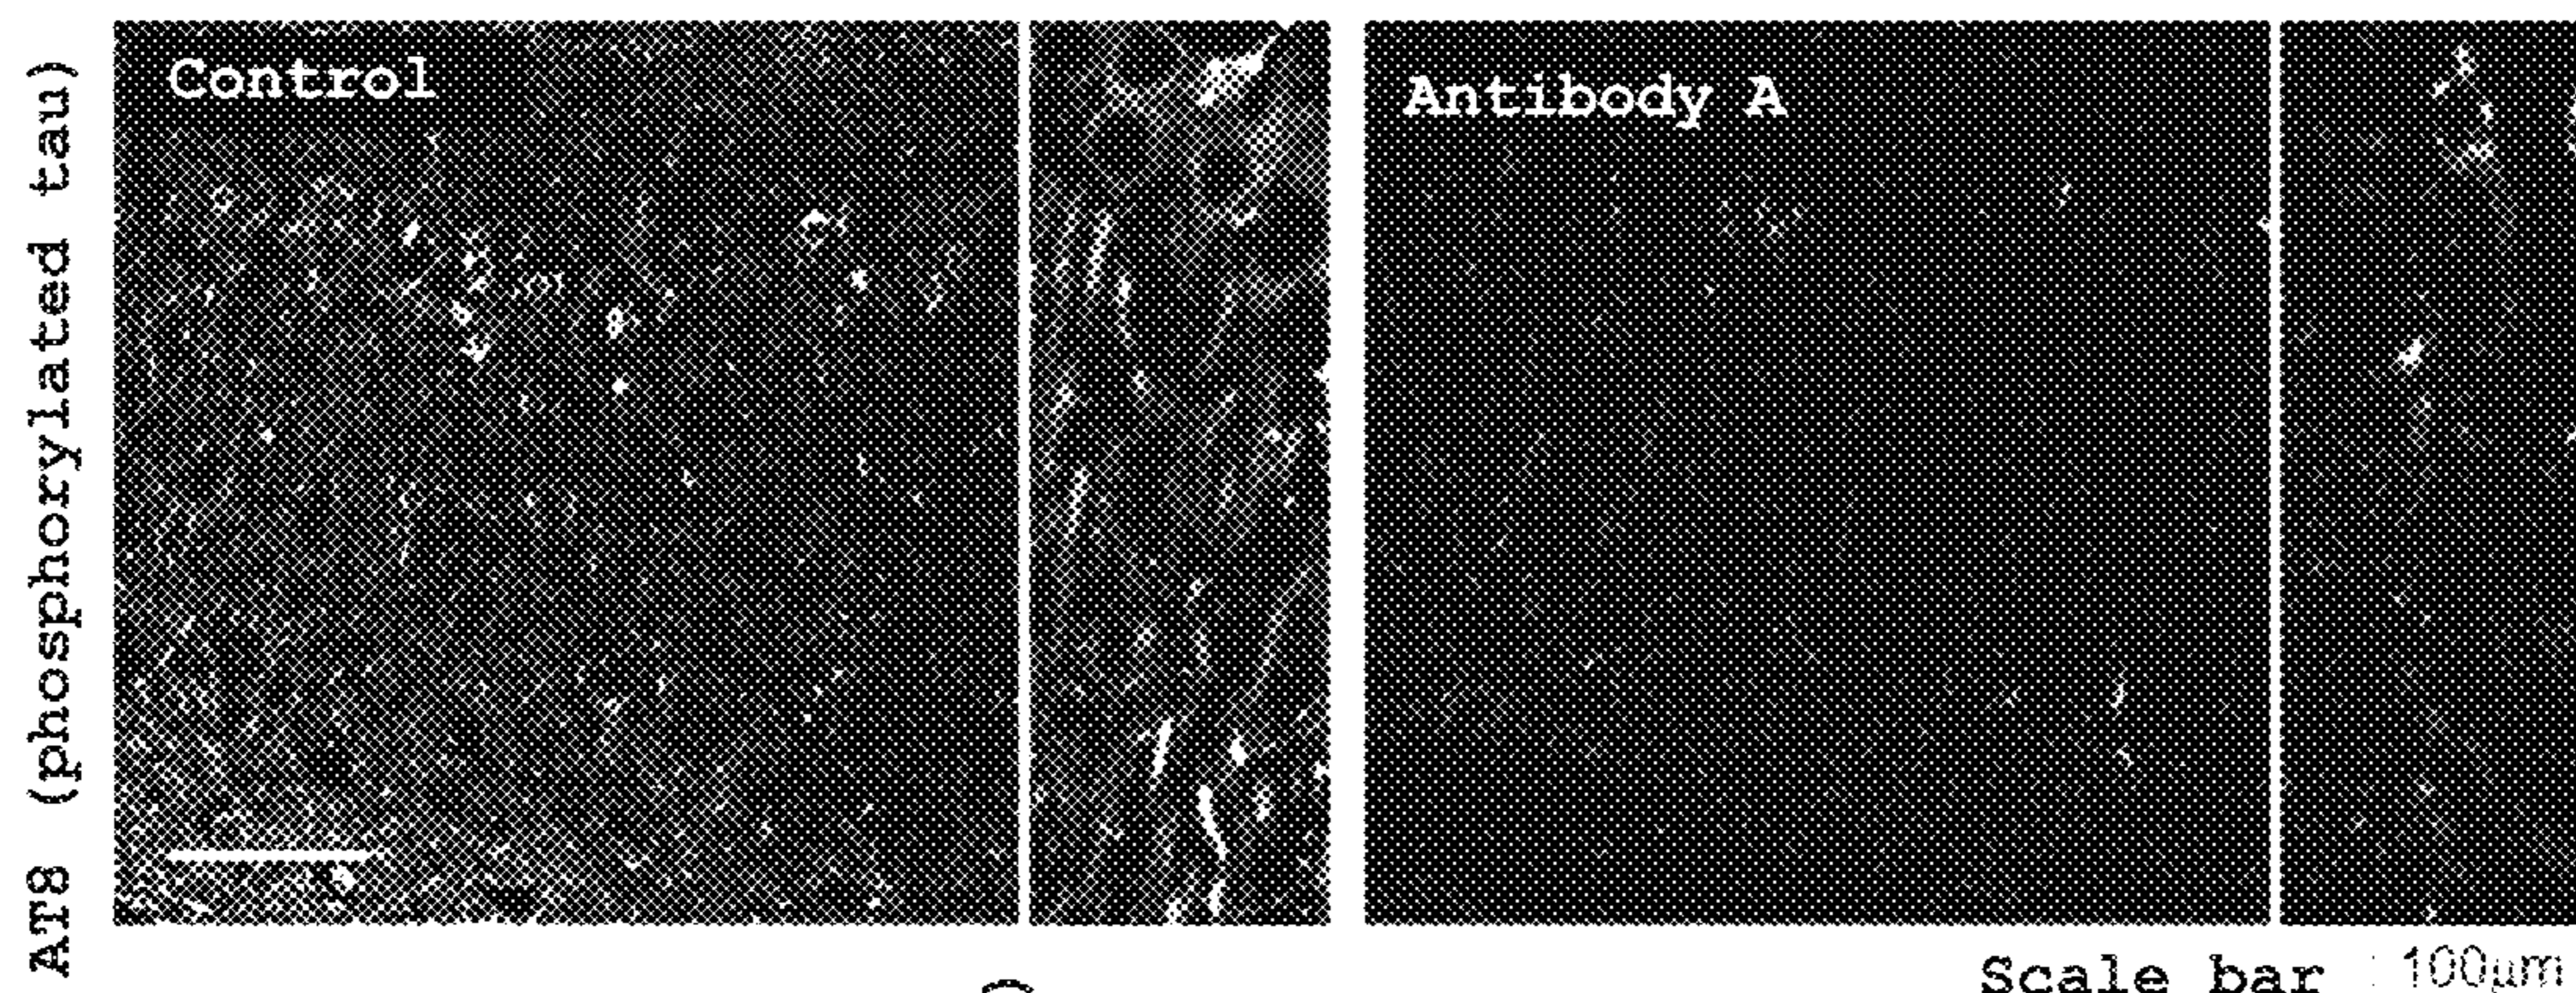 AT8 (phosphorylated tau)
Control
Antibody A
Scale bar : 100μm